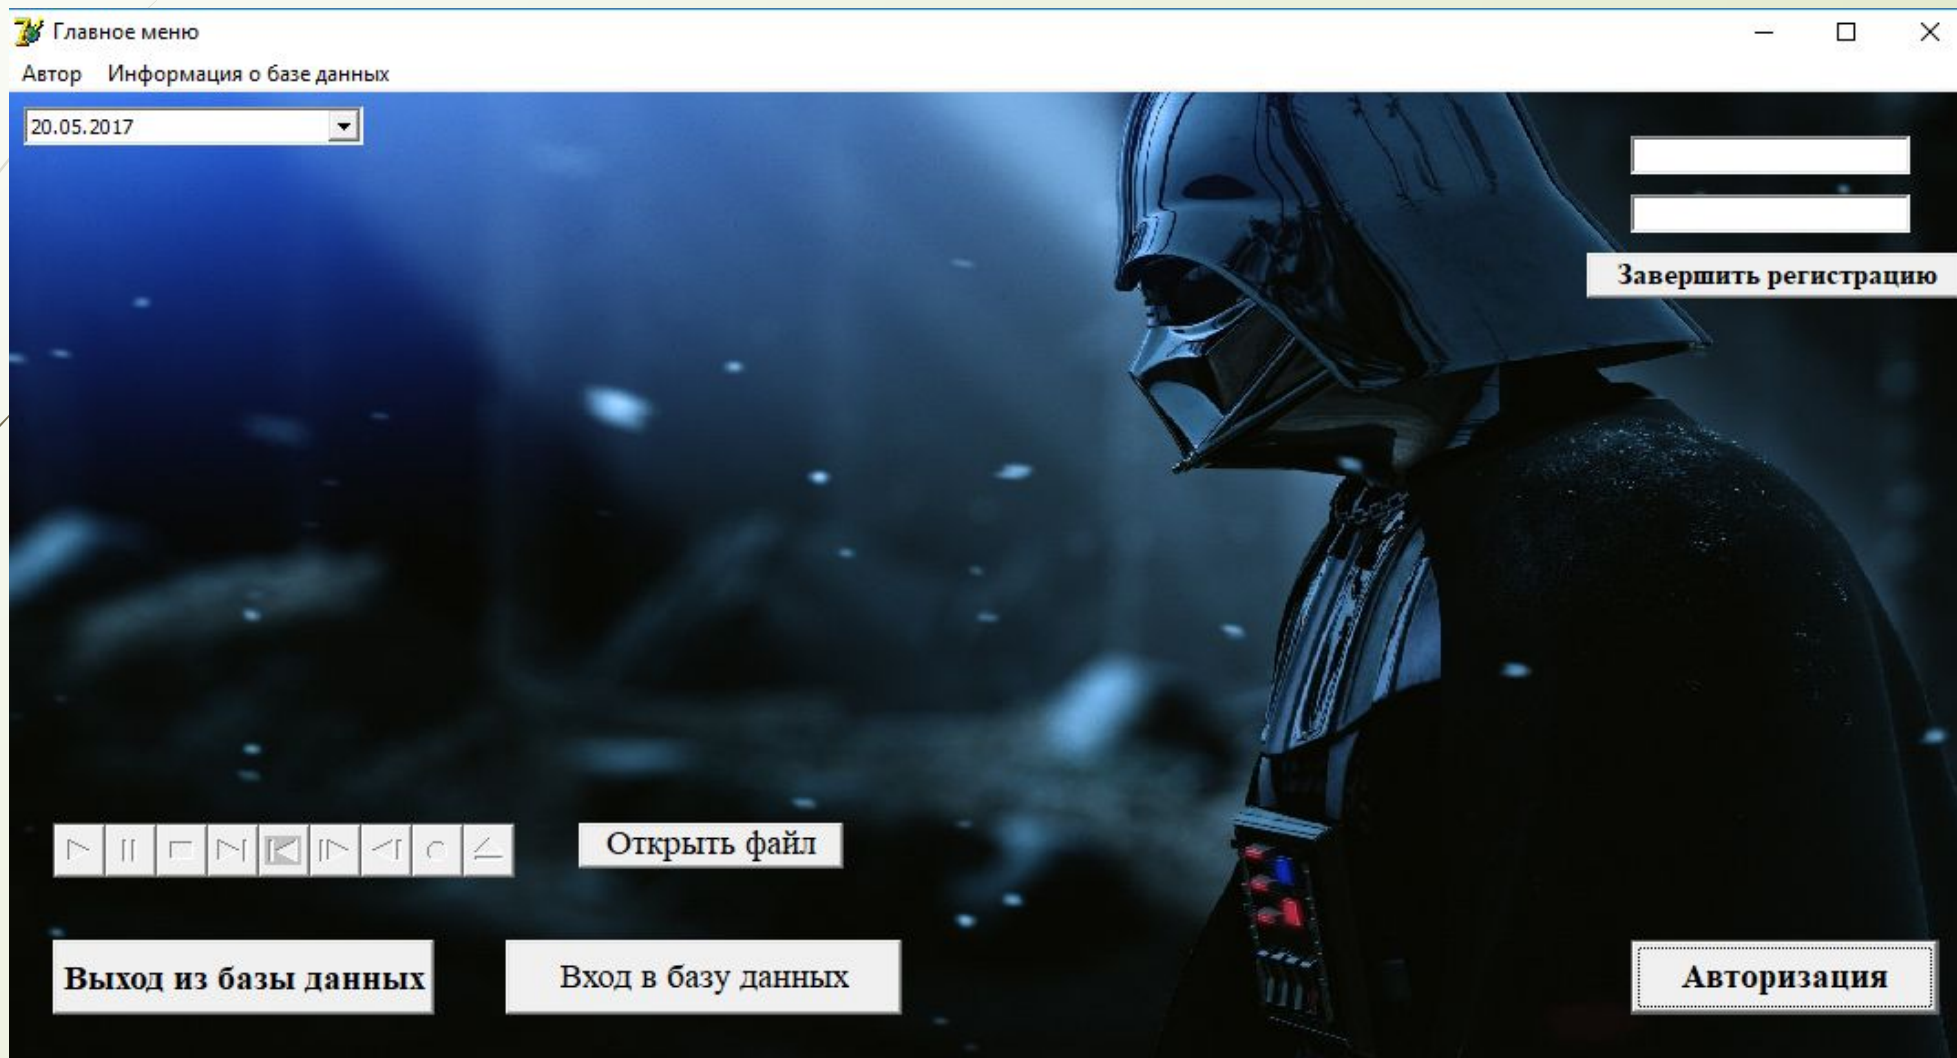 Главное меню
Автор Информация о базе данных
20.05.2017
Завершить регистрацию
Открыть файл
Выход из базы данных
Вход в базу данных
Авторизация